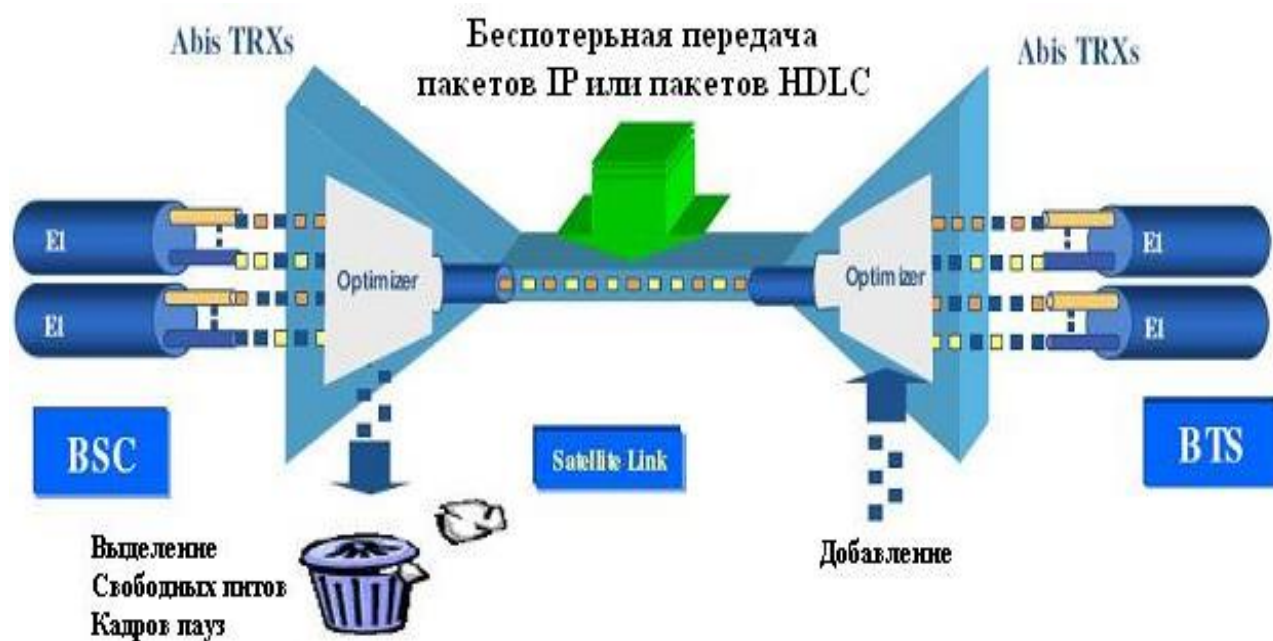 Abis TRXs
Беспотерьная передача
пакетов IP или пакетов HDLC
Abis TRXs
E1
E1
Optimizer
Optimizer
E1
E1
BSC
Satellite Link
BTS
Выделение
Свободных питов
Кадров пауз
Добавление